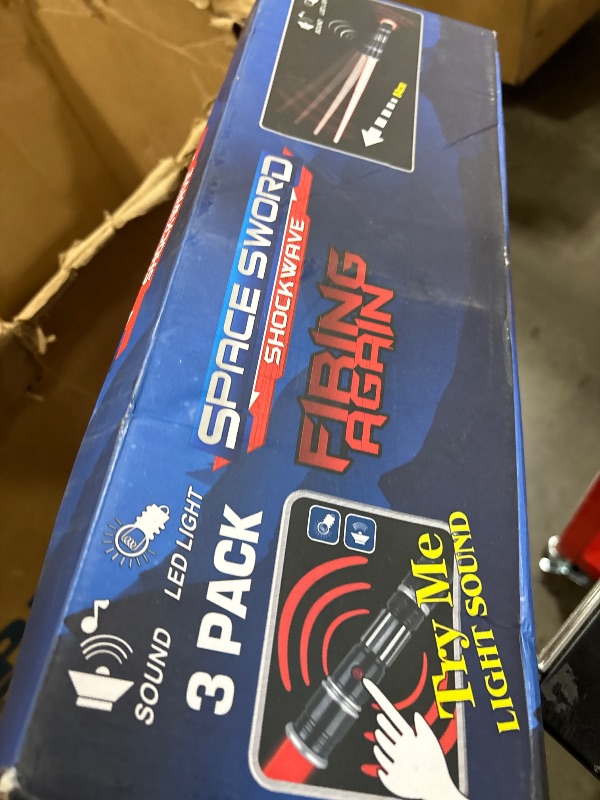 SPACE SWORD
SHOCKWAVE
FIRING
AGAIN
SOUND
LED LIGHT
3 PACK
Try Me
LIGHT SOUND